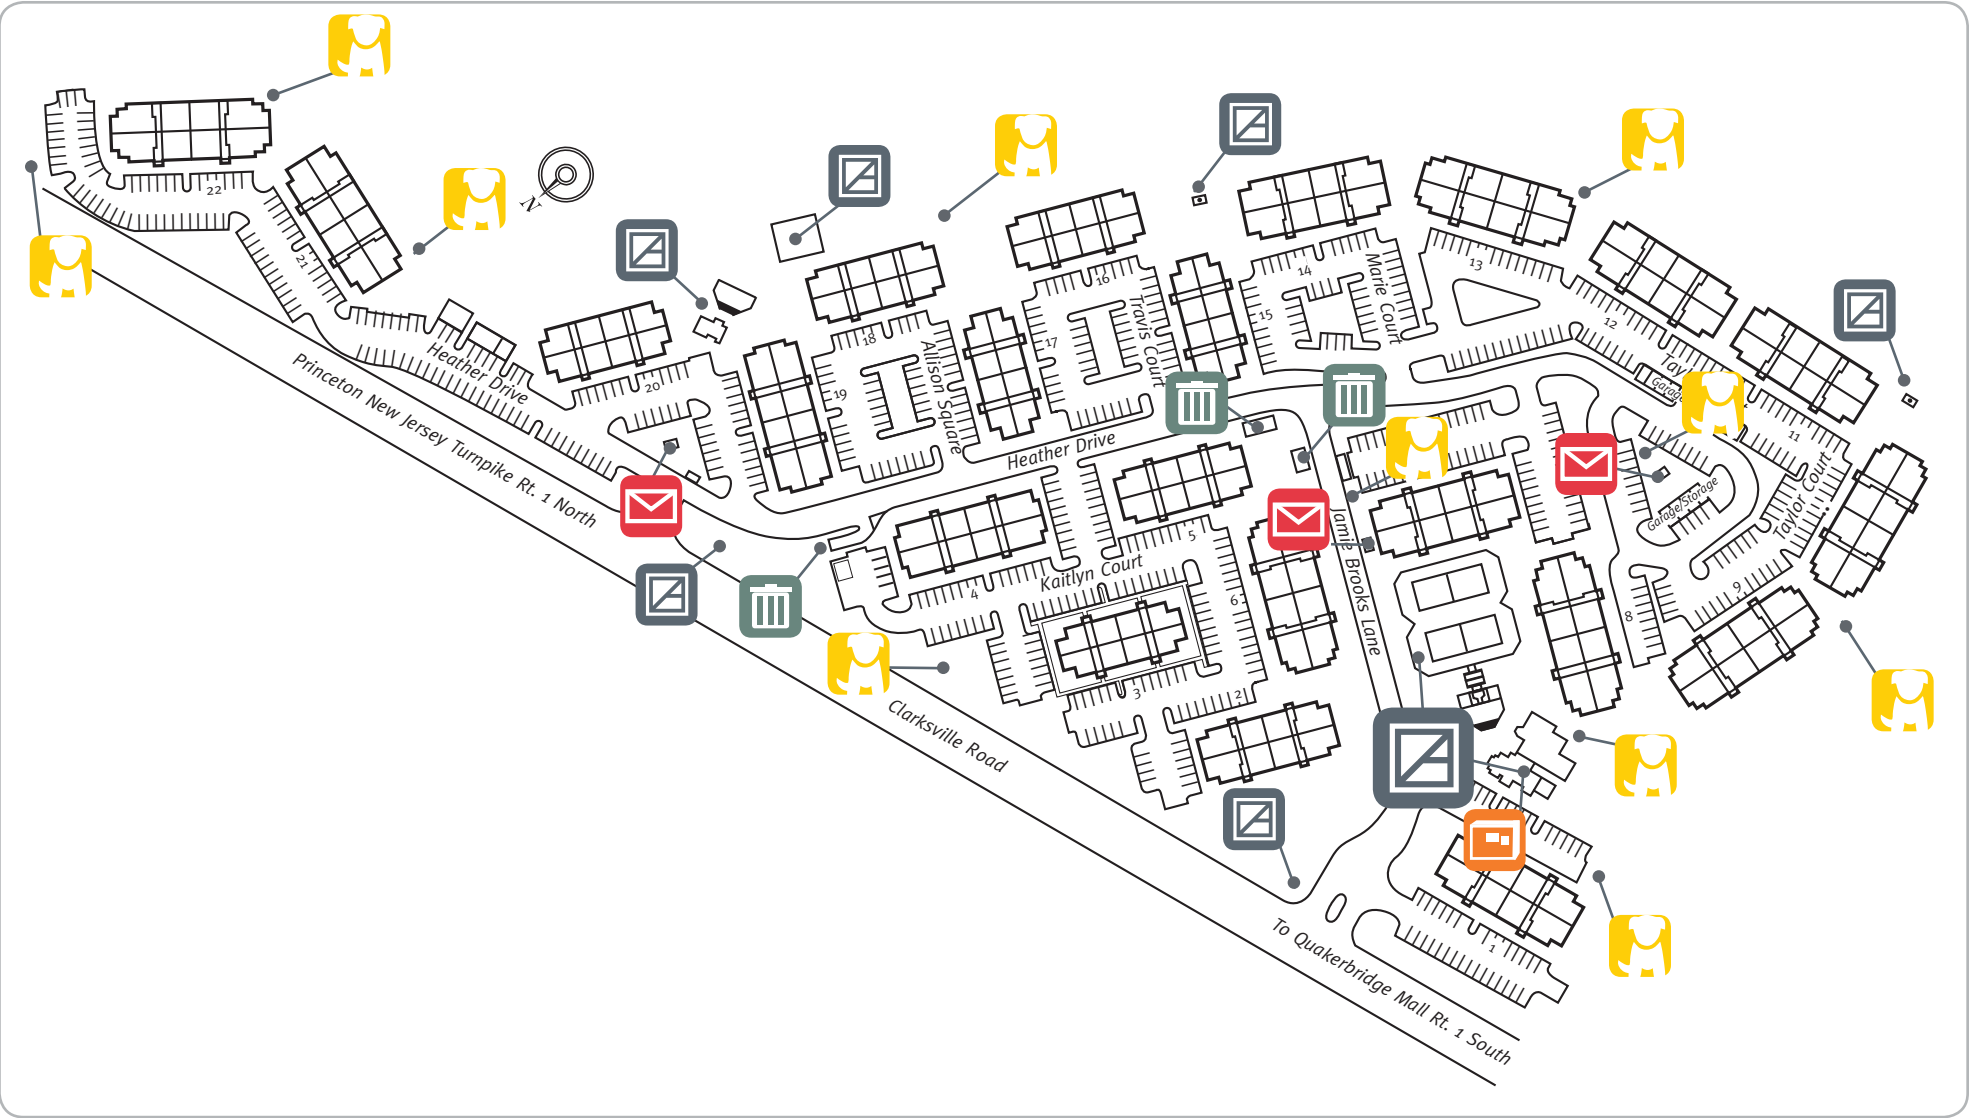 22
21
N
Heather Drive
20
18
19
Allison Square
16
17
Travis Court
14
15
Marie Court
13
12
11
Taylor Court
Garage/Storage
9
8
Princeton New Jersey Turnpike Rt. 1 North
Heather Drive
Kaitlyn Court
5
4
6
3
2
Jamie Brooks Lane
Clarksville Road
To Quakerbridge Mall Rt. 1 South
1